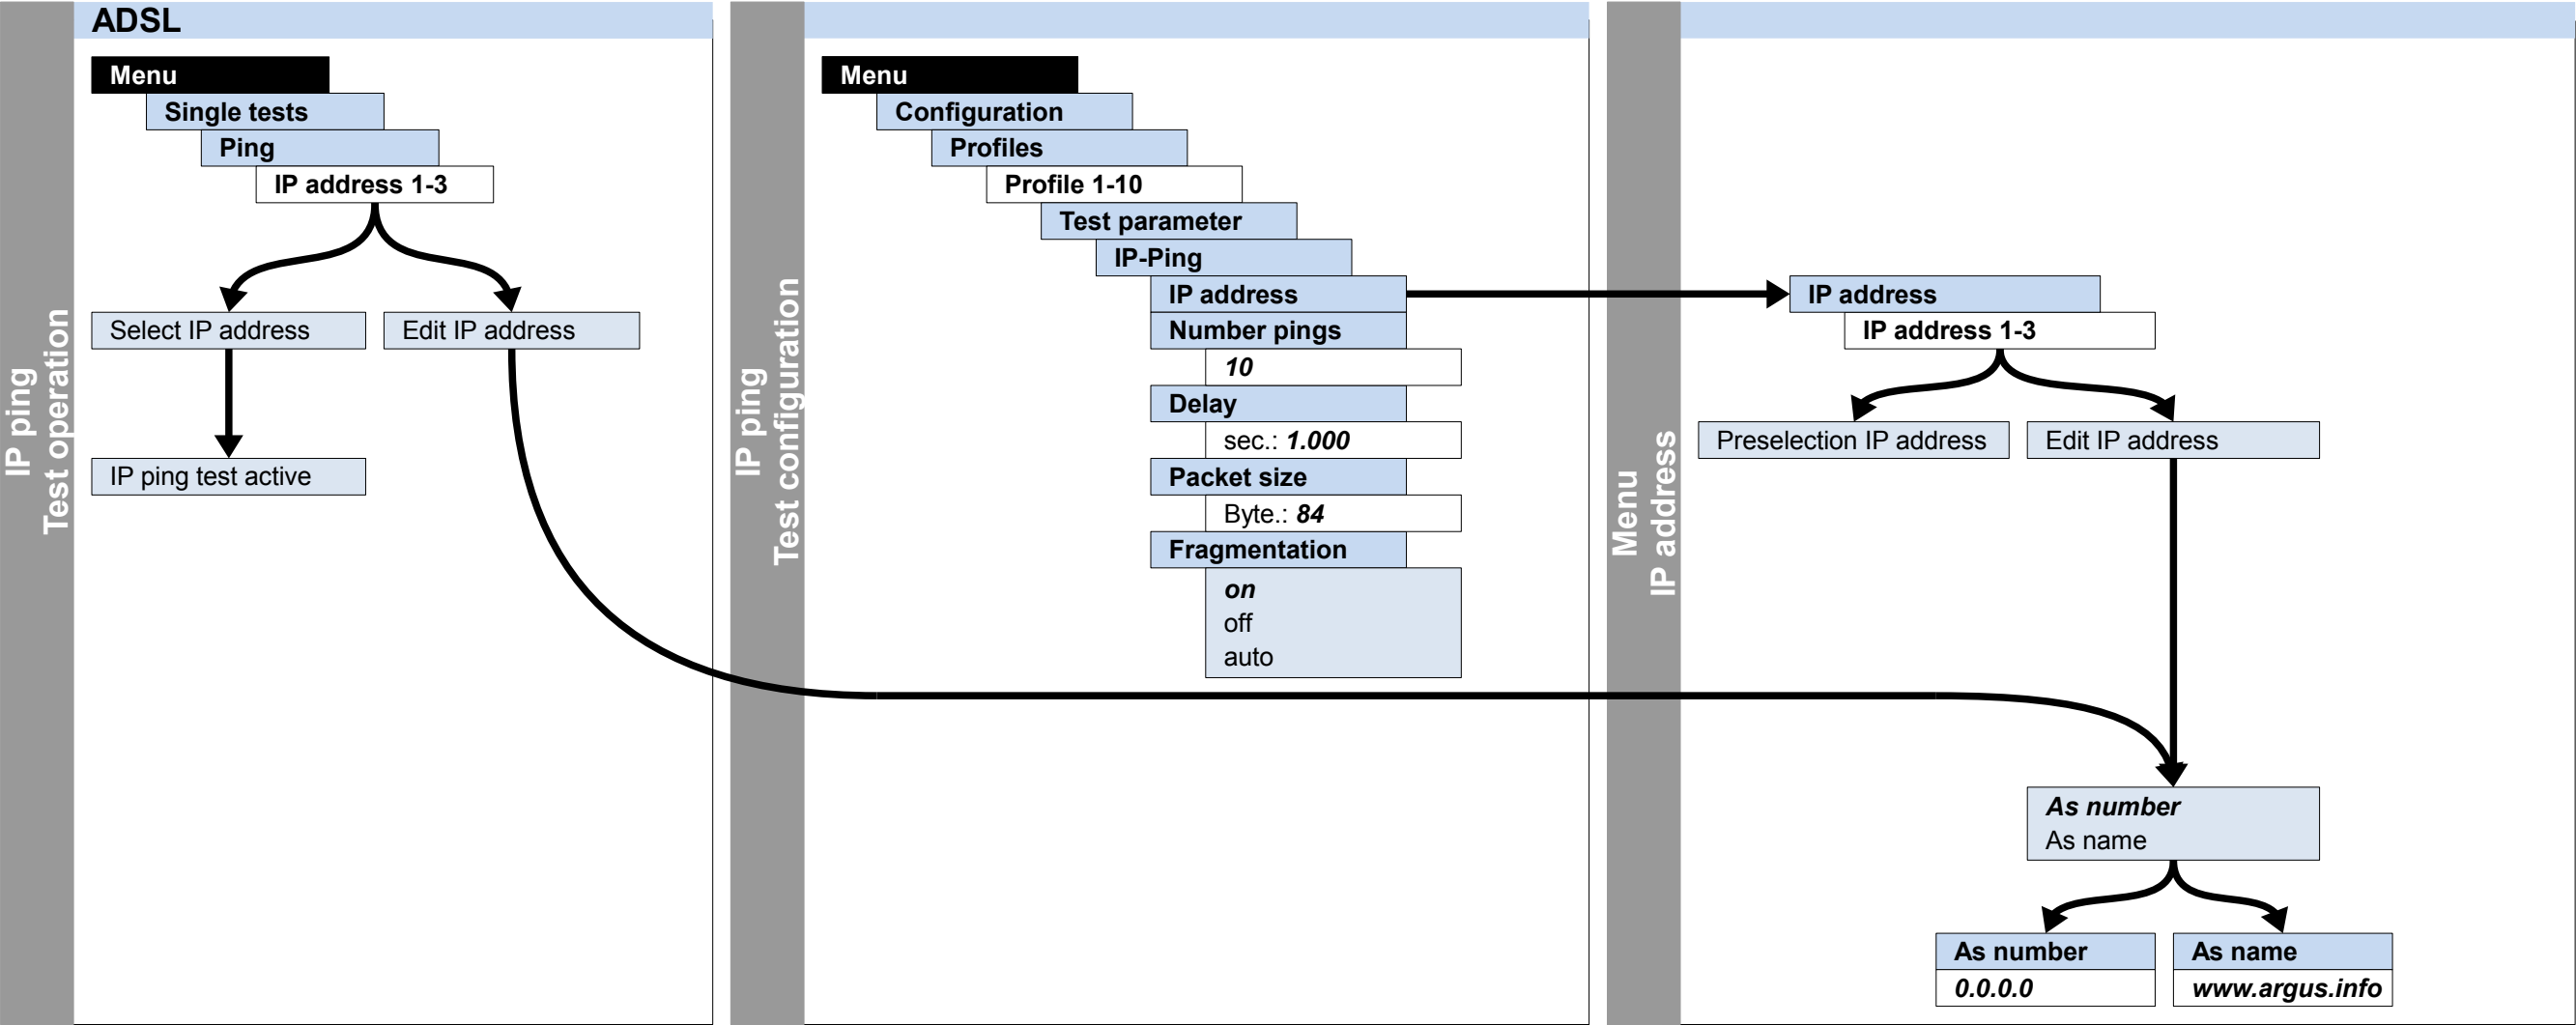 ADSL
IP ping
Test operation
Menu
Single tests
Ping
IP address 1-3
Select IP address
Edit IP address
IP ping test active
IP ping
Test configuration
Menu
Configuration
Profiles
Profile 1-10
Test parameter
IP-Ping
IP address
Number pings
10
Delay
sec.: 1.000
Packet size
Byte.: 84
Fragmentation
on
off
auto
Menu
IP address
IP address
IP address 1-3
Preselection IP address
Edit IP address
As number
As name
As number
0.0.0.0
As name
www.argus.info